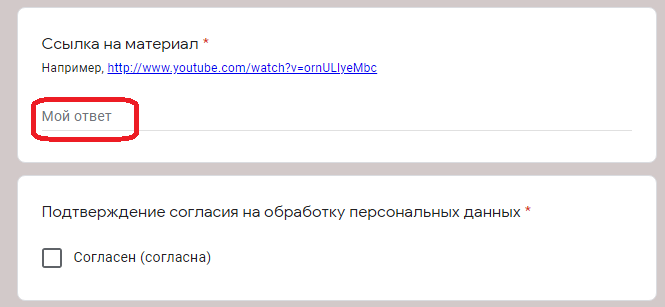 Ссылка на материал *
Например, http://www.youtube.com/watch?v=ornULIyeMbc
Мой ответ
Подтверждение согласия на обработку персональных данных *
Согласен (согласна)